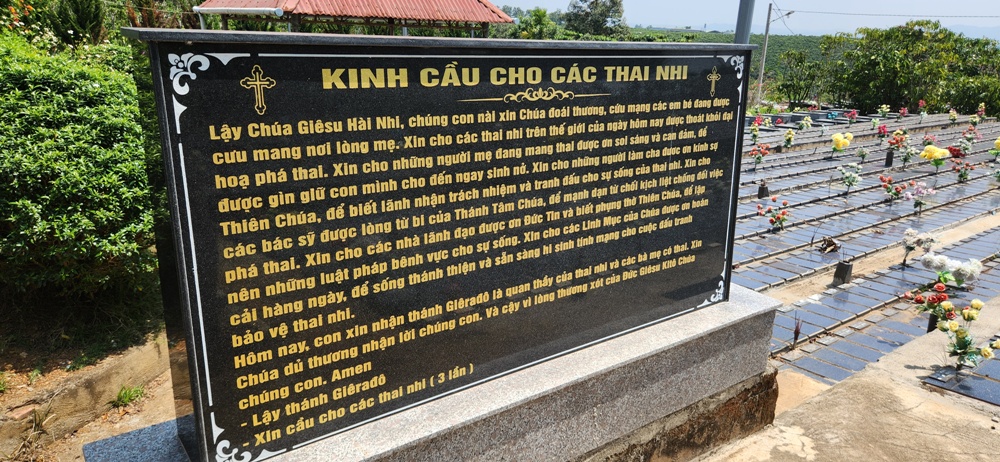 KINH CẦU CHO CÁC THAI NHI
Lậy Chúa Giêsu Hài Nhi, chúng con nài xin Chúa đoái thương, cứu mạng các em bé đang được
cưu mang nơi lòng mẹ. Xin cho các thai nhi trên thế giới của ngày hôm nay được thoát khỏi đại
hoạ phá thai. Xin cho những người mẹ đang mang thai được ơn soi sáng và can đảm, để
được gìn giữ con mình cho đến ngay sinh nở. Xin cho những người làm cha được ơn kính sợ
Thiên Chúa, để biết lãnh nhận trách nhiệm và tranh đấu cho sự sống của thai nhi. Xin cho
các bác sỹ được lòng từ bi của Thánh Tâm Chúa, để mạnh dạn từ chối kịch liệt chống đối việc
phá thai. Xin cho các nhà lãnh đạo được ơn Đức Tin và biết phụng thờ Thiên Chúa, để lập
nên những luật pháp bênh vực cho sự sống. Xin cho các Linh Mục của Chúa được ơn hoán
cải hàng ngày, để sống thánh thiện và sẵn sàng hi sinh tính mạng cho cuộc đấu tranh
bảo vệ thai nhi.
Hôm nay, con xin nhận thánh Giêrađô là quan thầy của thai nhi và các bà mẹ có thai. Xin
Chúa dủ thương nhận lời chúng con. Và cậy vì lòng thương xót của Đức Giêsu Kitô Chúa
chúng con. Amen
- Lậy thánh Giêrađô
- Xin cầu cho các thai nhi ( 3 lần )